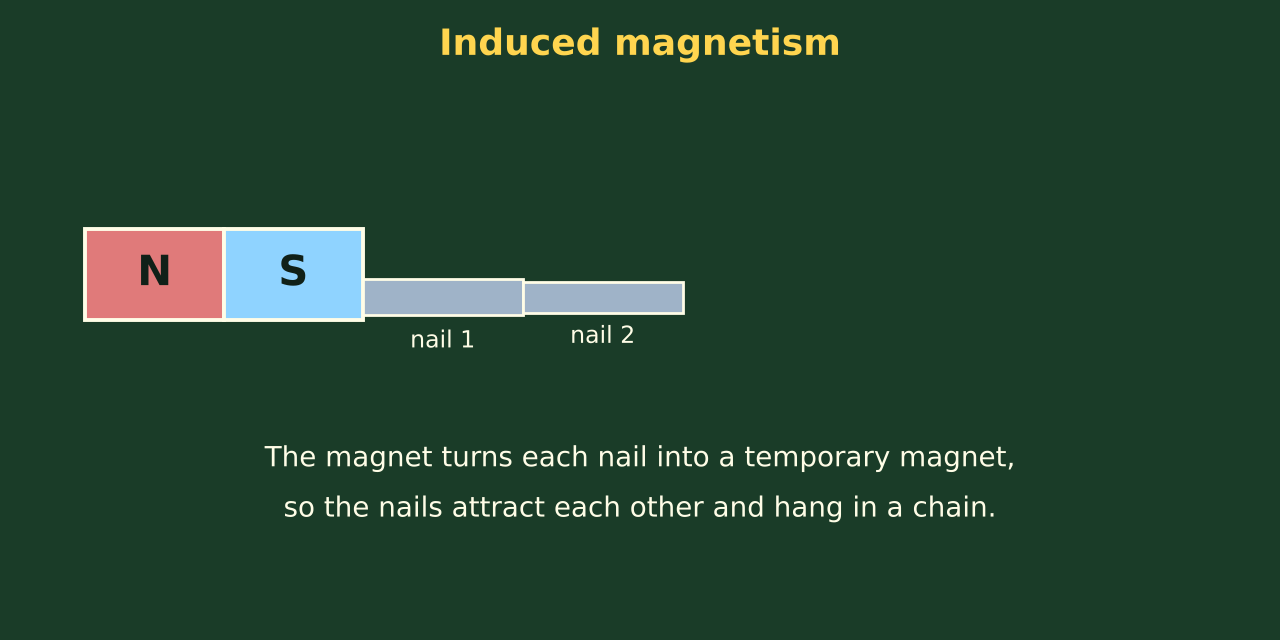 Induced magnetism
N S
nail 1 nail 2
The magnet turns each nail into a temporary magnet,
so the nails attract each other and hang in a chain.